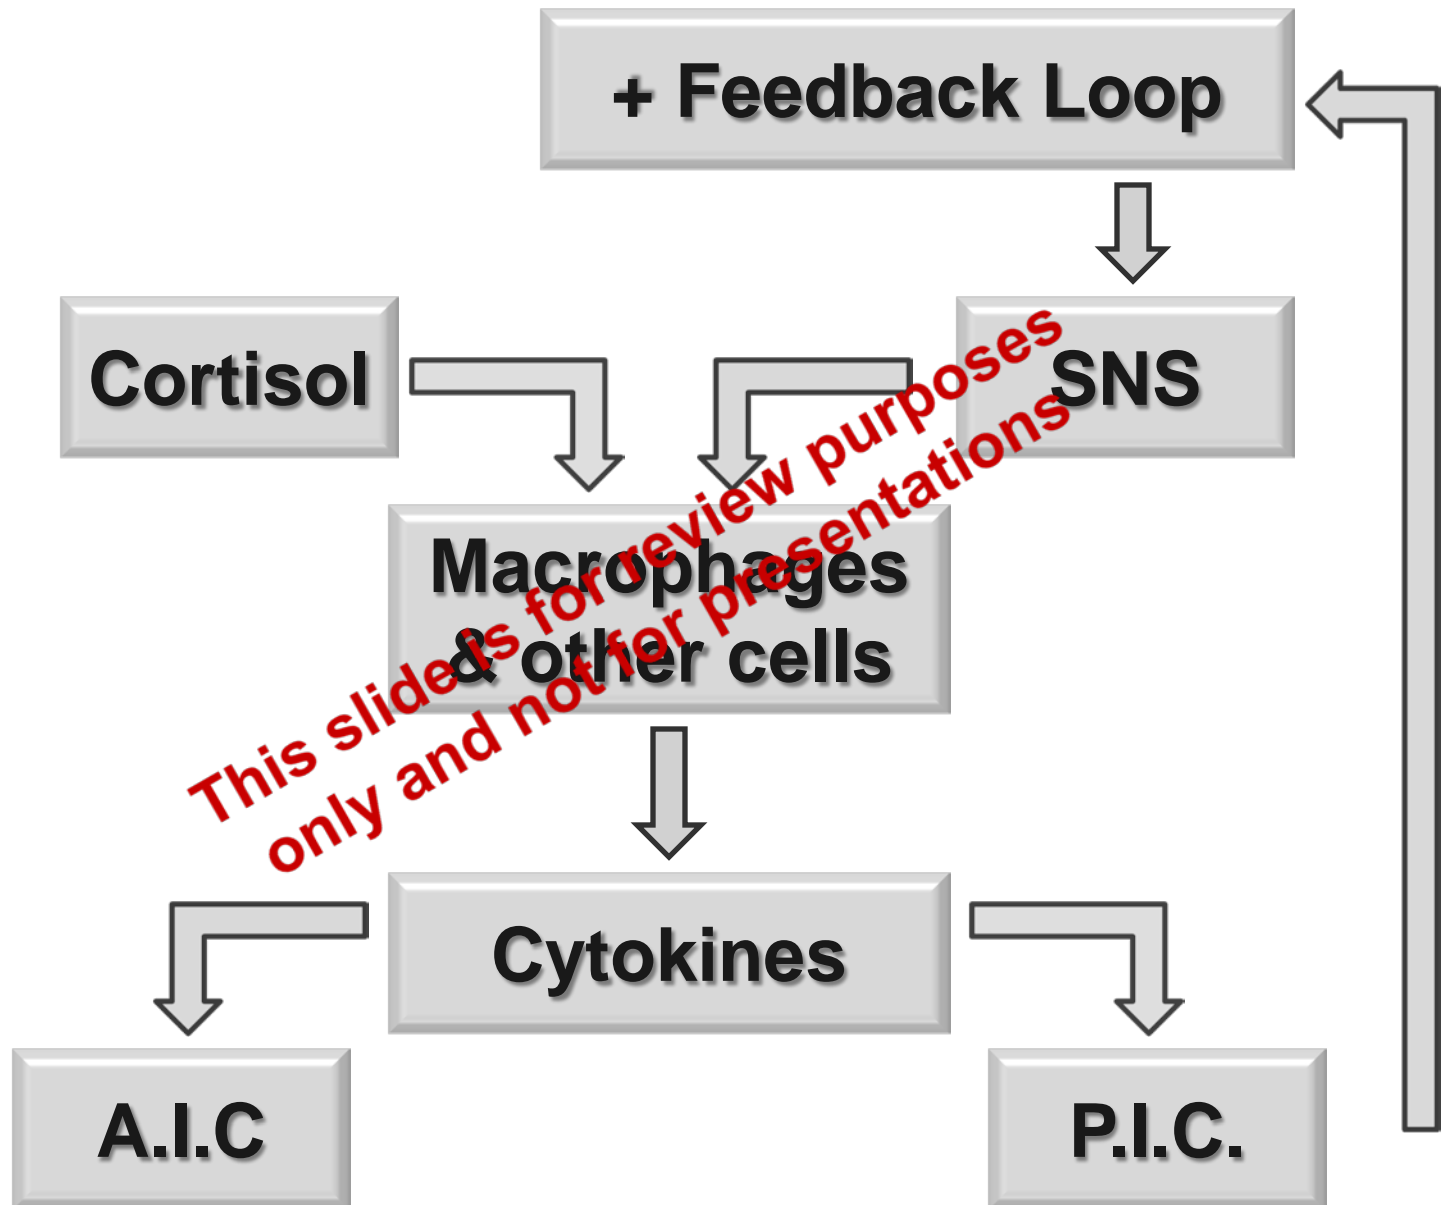 + Feedback Loop
Cortisol
SNS
Macrophages
& other cells
Cytokines
A.I.C
P.I.C.
This slide is for review purposes
only and not for presentations